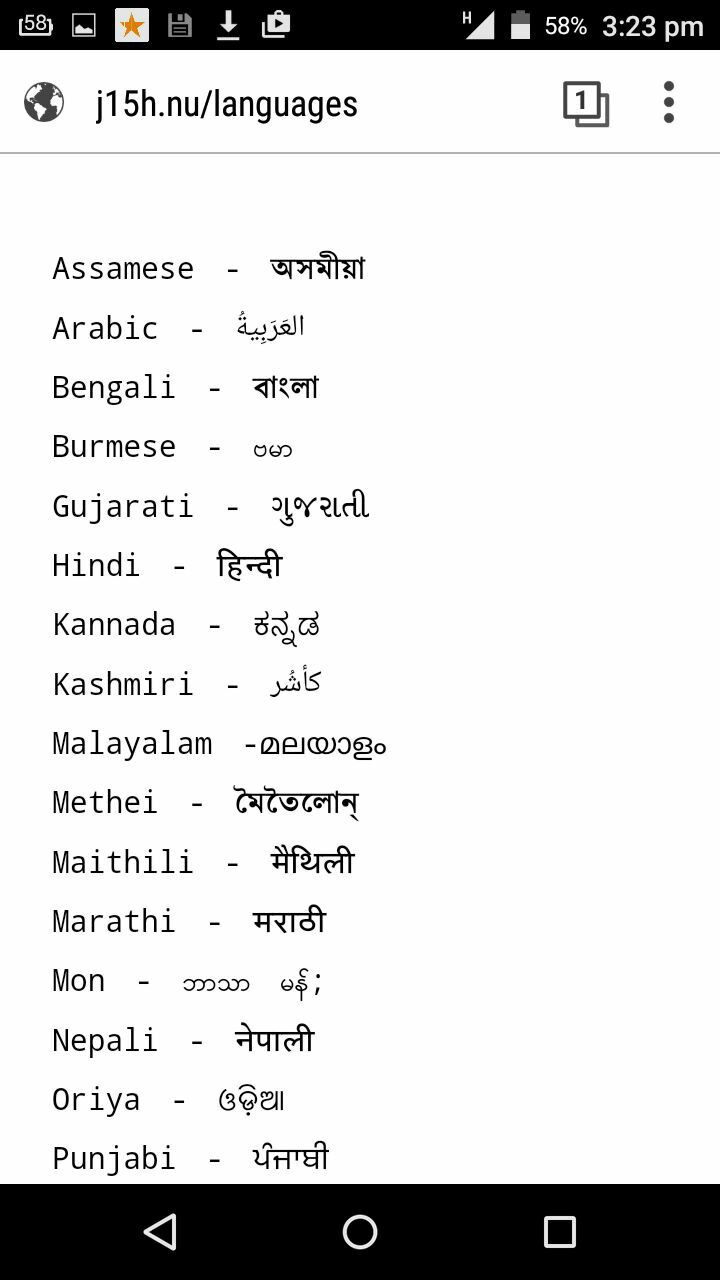 58 H 58% 3:23 pm
j15h.nu/languages 1
Assamese - অসমীয়া
Arabic - العَرَبِيةُ
Bengali - বাংলা
Burmese - ဗမာ
Gujarati - ગુજરાતી
Hindi - हिन्दी
Kannada - ಕನ್ನಡ
Kashmiri - كأشُر
Malayalam -മലയാളം
Methei - মৈতৈলোন্
Maithili - मैथिली
Marathi - मराठी
Mon - ဘာသာ မန်;
Nepali - नेपाली
Oriya - ଓଡ଼ିଆ
Punjabi - ਪੰਜਾਬੀ